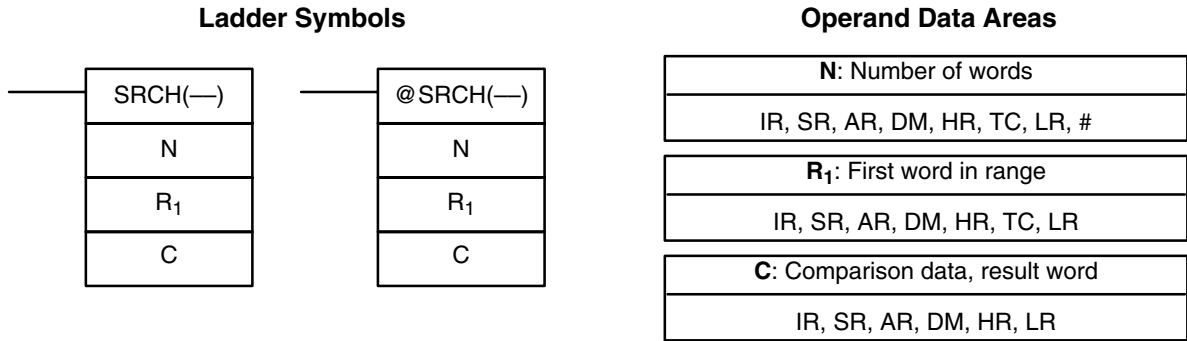 Ladder Symbols
SRCH(––)
N
R1
C
@SRCH(––)
N
R1
C
Operand Data Areas
N: Number of words
IR, SR, AR, DM, HR, TC, LR, #
R1: First word in range
IR, SR, AR, DM, HR, TC, LR
C: Comparison data, result word
IR, SR, AR, DM, HR, LR